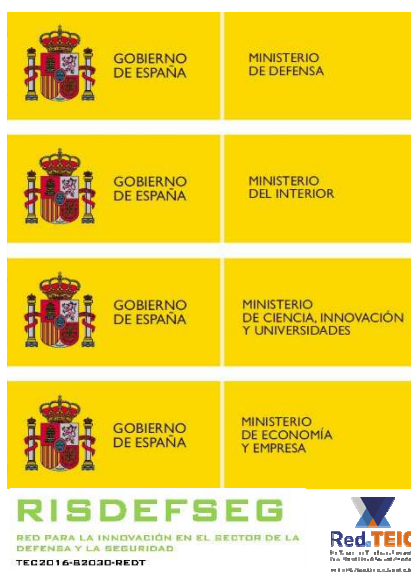 GOBIERNO
DE ESPAÑA
MINISTERIO
DE DEFENSA
GOBIERNO
DE ESPAÑA
MINISTERIO
DEL INTERIOR
GOBIERNO
DE ESPAÑA
MINISTERIO
DE CIENCIA, INNOVACIÓN
Y UNIVERSIDADES
GOBIERNO
DE ESPAÑA
MINISTERIO
DE ECONOMÍA
Y EMPRESA
RISDEFSEG
RED PARA LA INNOVACIÓN EN EL SECTOR DE LA
DEFENSA Y LA SEGURIDAD
TEC2016-82030-REDT
Red.TEIC